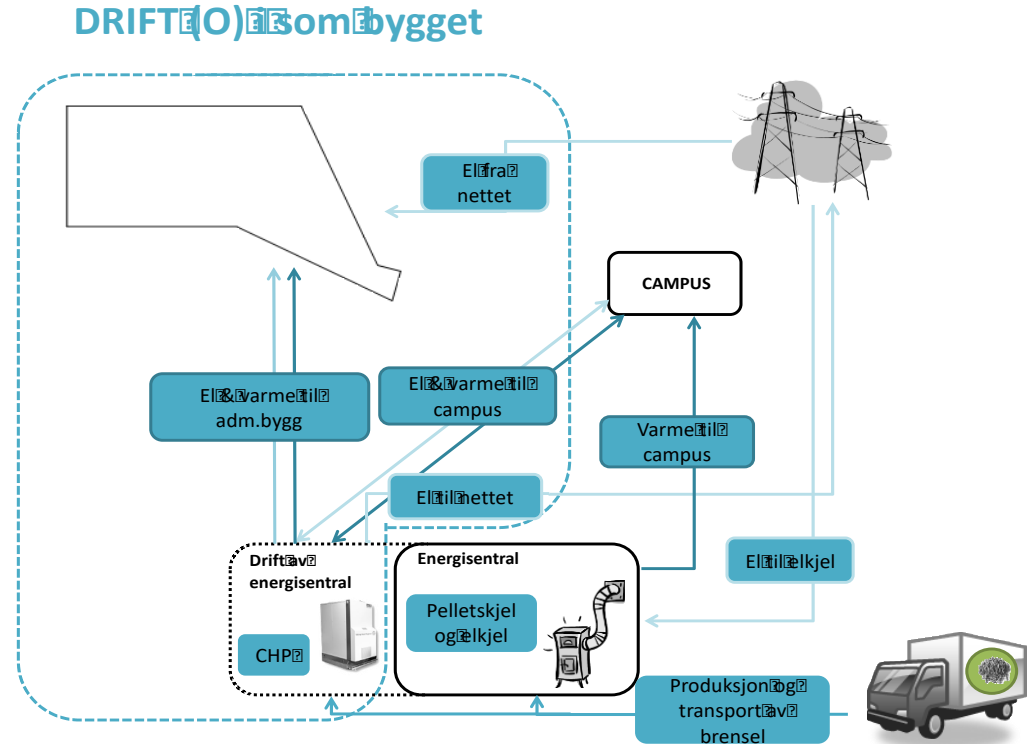 DRIFT (O) i som bygget
El fra
nettet
CAMPUS
El & varme til
adm.bygg
El & varme til
campus
Varme til
campus
El til nettet
El til elkjel
Drift av
energisentral
CHP
Energisentral
Pelletskjel
og elkjel
Produksjon og
transport av
brensel